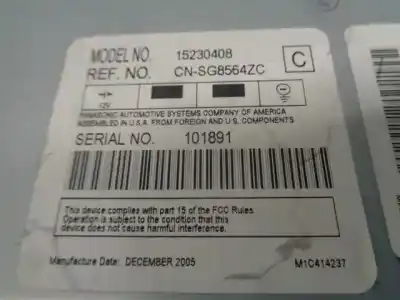 MODEL NO. 15230408
REF. NO. CN-SG8564ZC
C
12V
PANASONIC AUTOMOTIVE SYSTEMS COMPANY OF AMERICA
ASSEMBLED IN U.S.A. FROM FOREIGN AND U.S. COMPONENTS.
SERIAL NO. 101891
This device complies with part 15 of the FCC Rules
Operation is subject to the condition that this
device does not cause harmful interference.
Manufacture Date: DECEMBER 2005
M1C414237